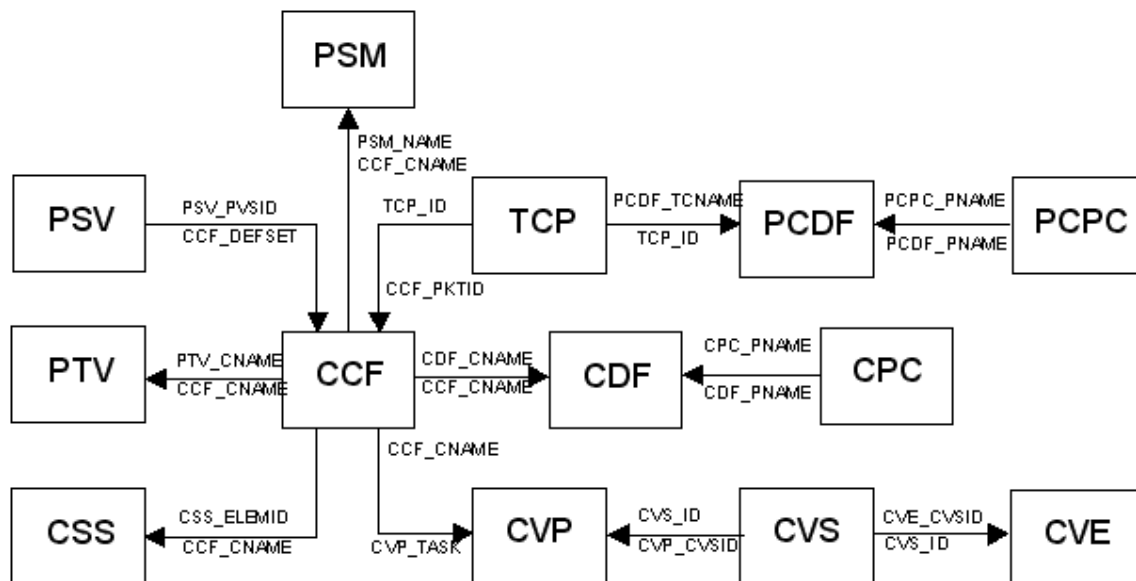 PSM
PSM_NAME
CCF_CNAME
PSV
PSV_PVSID
CCF_DEFSET
TCP_ID
TCP
PCDF_TCNAME
TCP_ID
PCDF
PCPC_PNAME
PCDF_PNAME
PCPC
CCF_PKTID
PTV
PTV_CNAME
CCF_CNAME
CCF
CDF_CNAME
CCF_CNAME
CDF
CPC_PNAME
CDF_PNAME
CPC
CCF_CNAME
CSS
CSS_ELEMID
CCF_CNAME
CVP_TASK
CVP
CVS_ID
CVP_CVSID
CVS
CVE_CVSID
CVS_ID
CVE